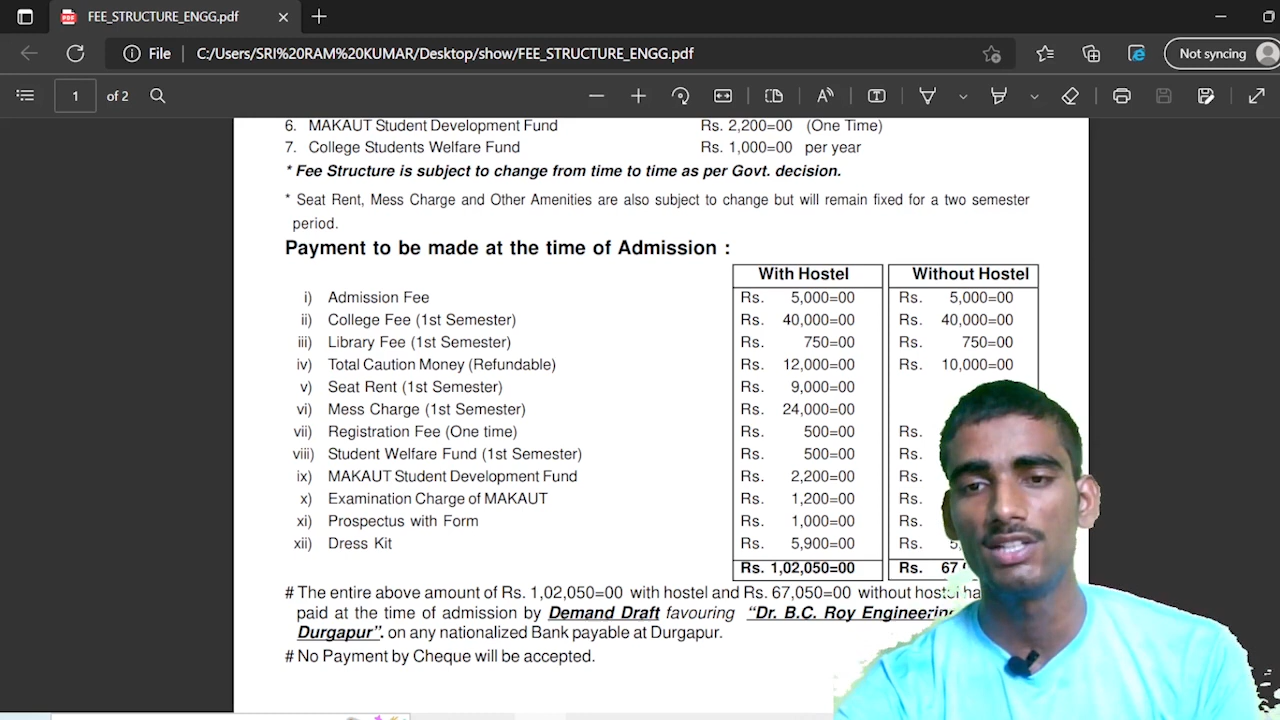 FEE_STRUCTURE_ENGG.pdf
File C:/Users/SRI%20RAM%20KUMAR/Desktop/show/FEE_STRUCTURE_ENGG.pdf Not syncing
1 of 2
6. MAKAUT Student Development Fund Rs. 2,200=00 (One Time)
7. College Students Welfare Fund Rs. 1,000=00 per year
* Fee Structure is subject to change from time to time as per Govt. decision.
* Seat Rent, Mess Charge and Other Amenities are also subject to change but will remain fixed for a two semester
period.
Payment to be made at the time of Admission :
With Hostel Without Hostel
i) Admission Fee Rs. 5,000=00 Rs. 5,000=00
ii) College Fee (1st Semester) Rs. 40,000=00 Rs. 40,000=00
iii) Library Fee (1st Semester) Rs. 750=00 Rs. 750=00
iv) Total Caution Money (Refundable) Rs. 12,000=00 Rs. 10,000=00
v) Seat Rent (1st Semester) Rs. 9,000=00
vi) Mess Charge (1st Semester) Rs. 24,000=00
vii) Registration Fee (One time) Rs. 500=00 Rs.
viii) Student Welfare Fund (1st Semester) Rs. 500=00 Rs.
ix) MAKAUT Student Development Fund Rs. 2,200=00 Rs.
x) Examination Charge of MAKAUT Rs. 1,200=00 Rs.
xi) Prospectus with Form Rs. 1,000=00 Rs.
xii) Dress Kit Rs. 5,900=00 Rs.
Rs. 1,02,050=00 Rs.
# The entire above amount of Rs. 1,02,050=00 with hostel and Rs. 67,050=00 without hostel
paid at the time of admission by Demand Draft favouring "Dr. B.C. Roy Engineering
Durgapur". on any nationalized Bank payable at Durgapur.
# No Payment by Cheque will be accepted.